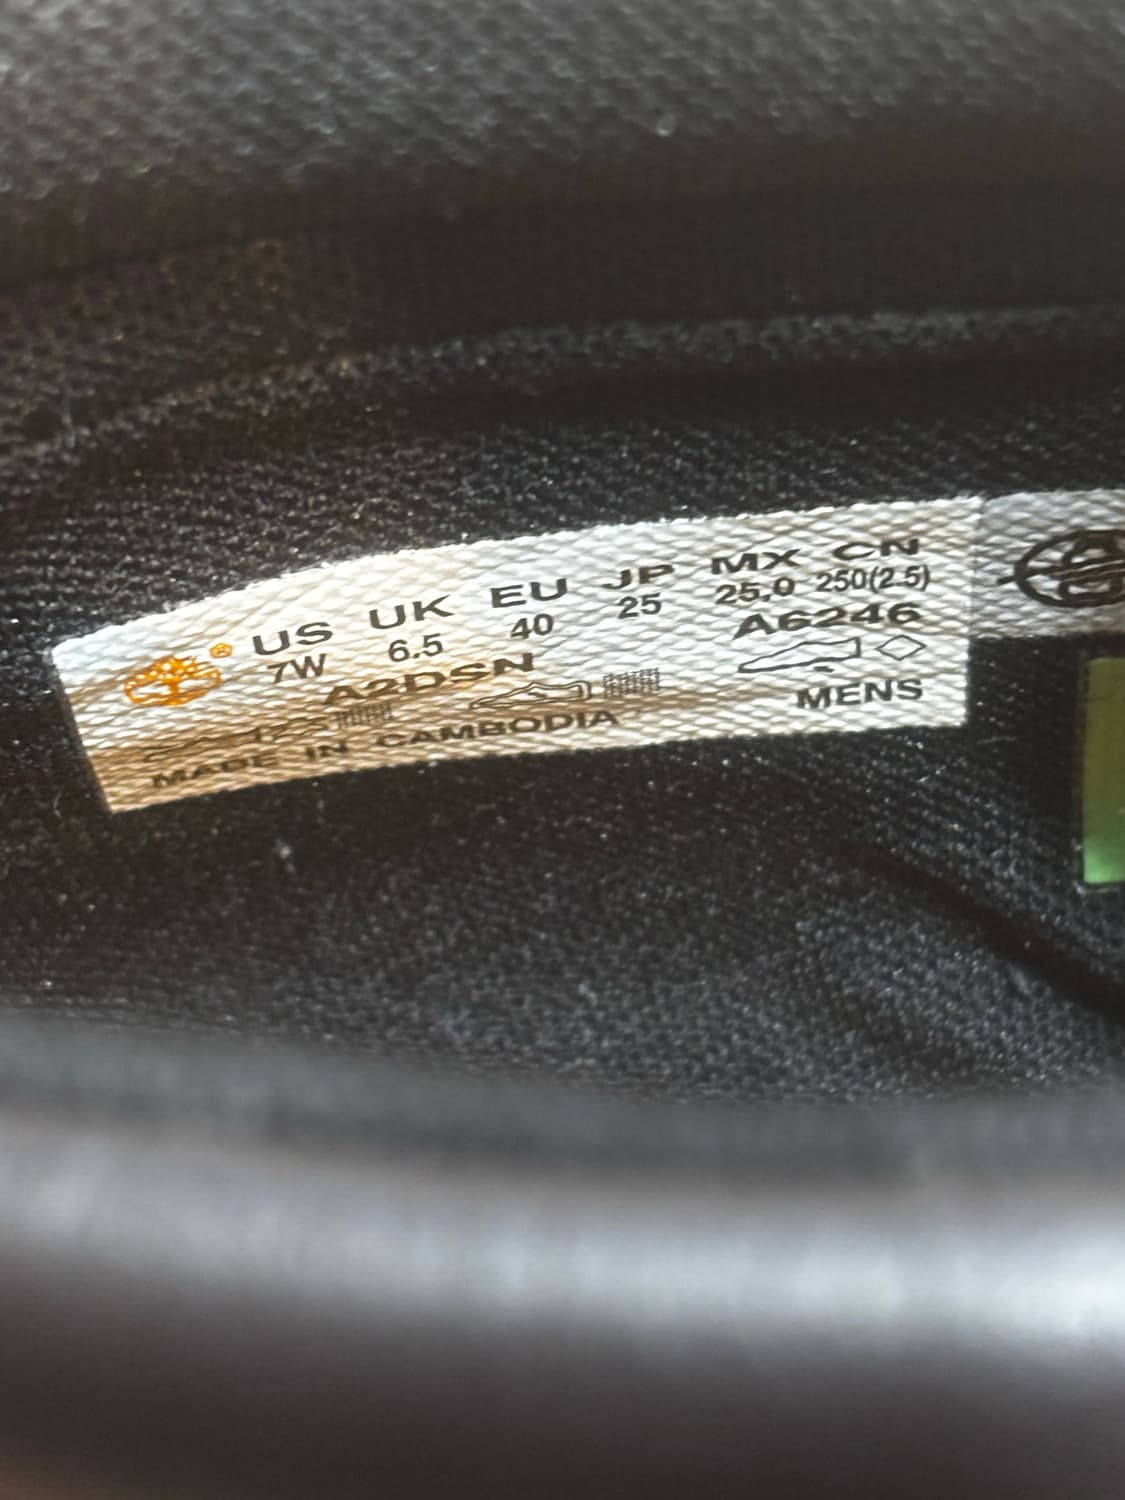 ® US UK EU JP MX CN
7W 6.5 40 25 25.0 250(2.5)
A2DSN A6246
MADE IN CAMBODIA MENS